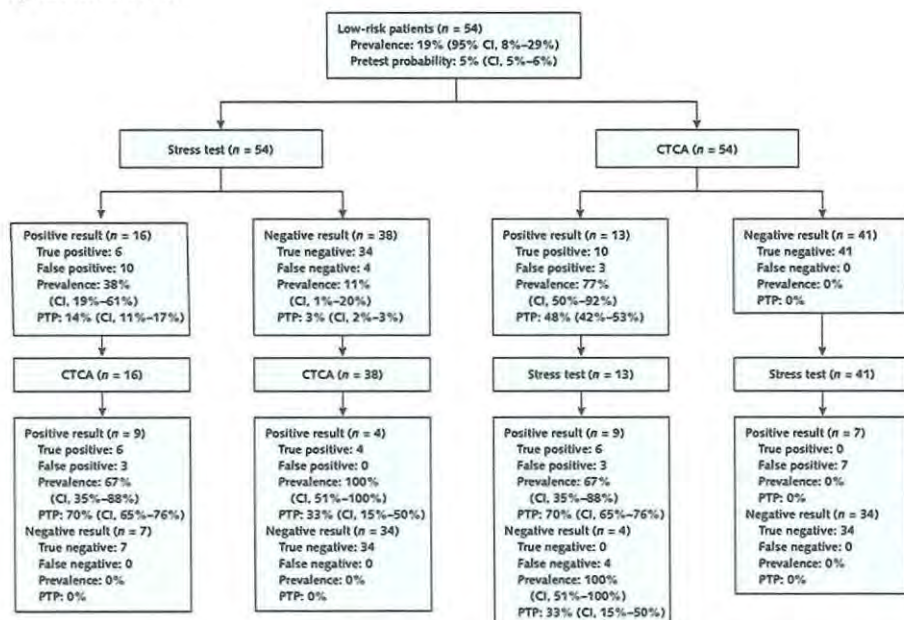 Low-risk patients (n = 54)
Prevalence: 19% (95% CI, 8%–29%)
Pretest probability: 5% (CI, 5%–6%)
Stress test (n = 54)
CTCA (n = 54)
Positive result (n = 16)
True positive: 6
False positive: 10
Prevalence: 38%
(CI, 19%–61%)
PTP: 14% (CI, 11%–17%)
Negative result (n = 38)
True negative: 34
False negative: 4
Prevalence: 11%
(CI, 1%–20%)
PTP: 3% (CI, 2%–3%)
Positive result (n = 13)
True positive: 10
False positive: 3
Prevalence: 77%
(CI, 50%–92%)
PTP: 48% (42%–53%)
Negative result (n = 41)
True negative: 41
False negative: 0
Prevalence: 0%
PTP: 0%
CTCA (n = 16)
CTCA (n = 38)
Stress test (n = 13)
Stress test (n = 41)
Positive result (n = 9)
True positive: 6
False positive: 3
Prevalence: 67%
(CI, 35%–88%)
PTP: 70% (CI, 65%–76%)
Negative result (n = 7)
True negative: 7
False negative: 0
Prevalence: 0%
PTP: 0%
Positive result (n = 4)
True positive: 4
False positive: 0
Prevalence: 100%
(CI, 51%–100%)
PTP: 33% (CI, 15%–50%)
Negative result (n = 34)
True negative: 34
False negative: 0
Prevalence: 0%
PTP: 0%
Positive result (n = 9)
True positive: 6
False positive: 3
Prevalence: 67%
(CI, 35%–88%)
PTP: 70% (CI, 65%–76%)
Negative result (n = 4)
True negative: 0
False negative: 4
Prevalence: 100%
(CI, 51%–100%)
PTP: 33% (CI, 15%–50%)
Positive result (n = 7)
True positive: 0
False positive: 7
Prevalence: 0%
PTP: 0%
Negative result (n = 34)
True negative: 34
False negative: 0
Prevalence: 0%
PTP: 0%